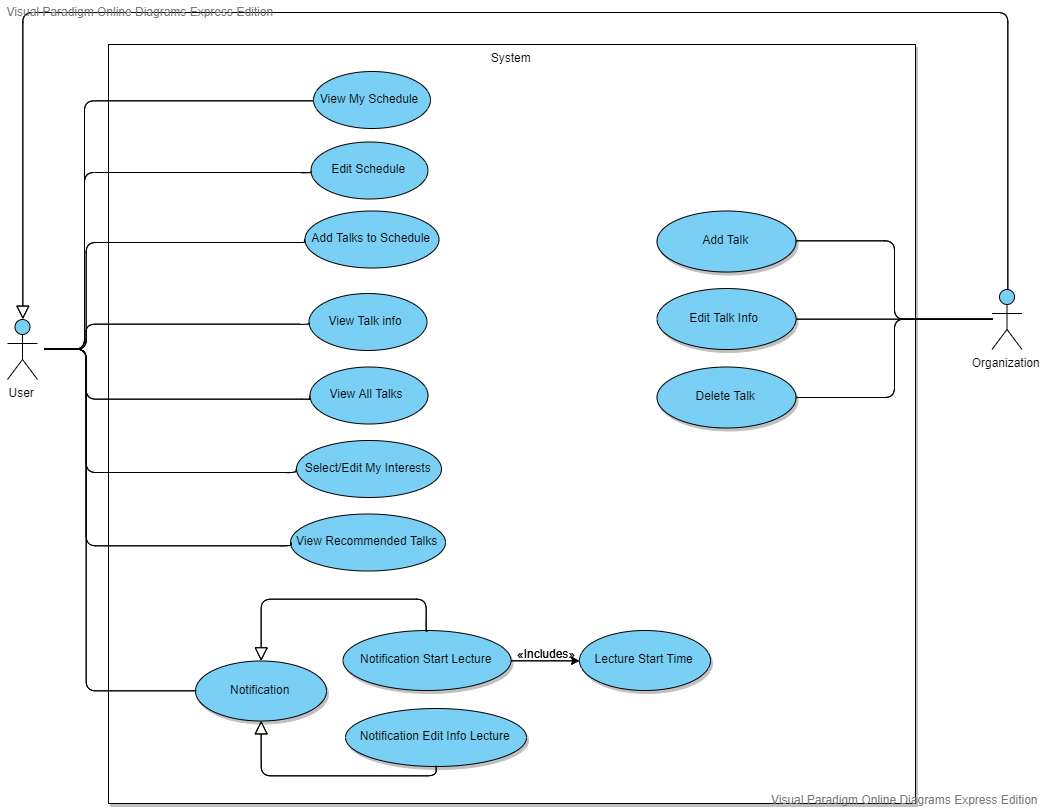 Visual Paradigm Online Diagrams Express Edition
System
View My Schedule
Edit Schedule
Add Talks to Schedule
Add Talk
View Talk info
Edit Talk Info
User
Organization
View All Talks
Delete Talk
Select/Edit My Interests
View Recommended Talks
Notification Start Lecture
«Includes»
Lecture Start Time
Notification
Notification Edit Info Lecture
Visual Paradigm Online Diagrams Express Edition